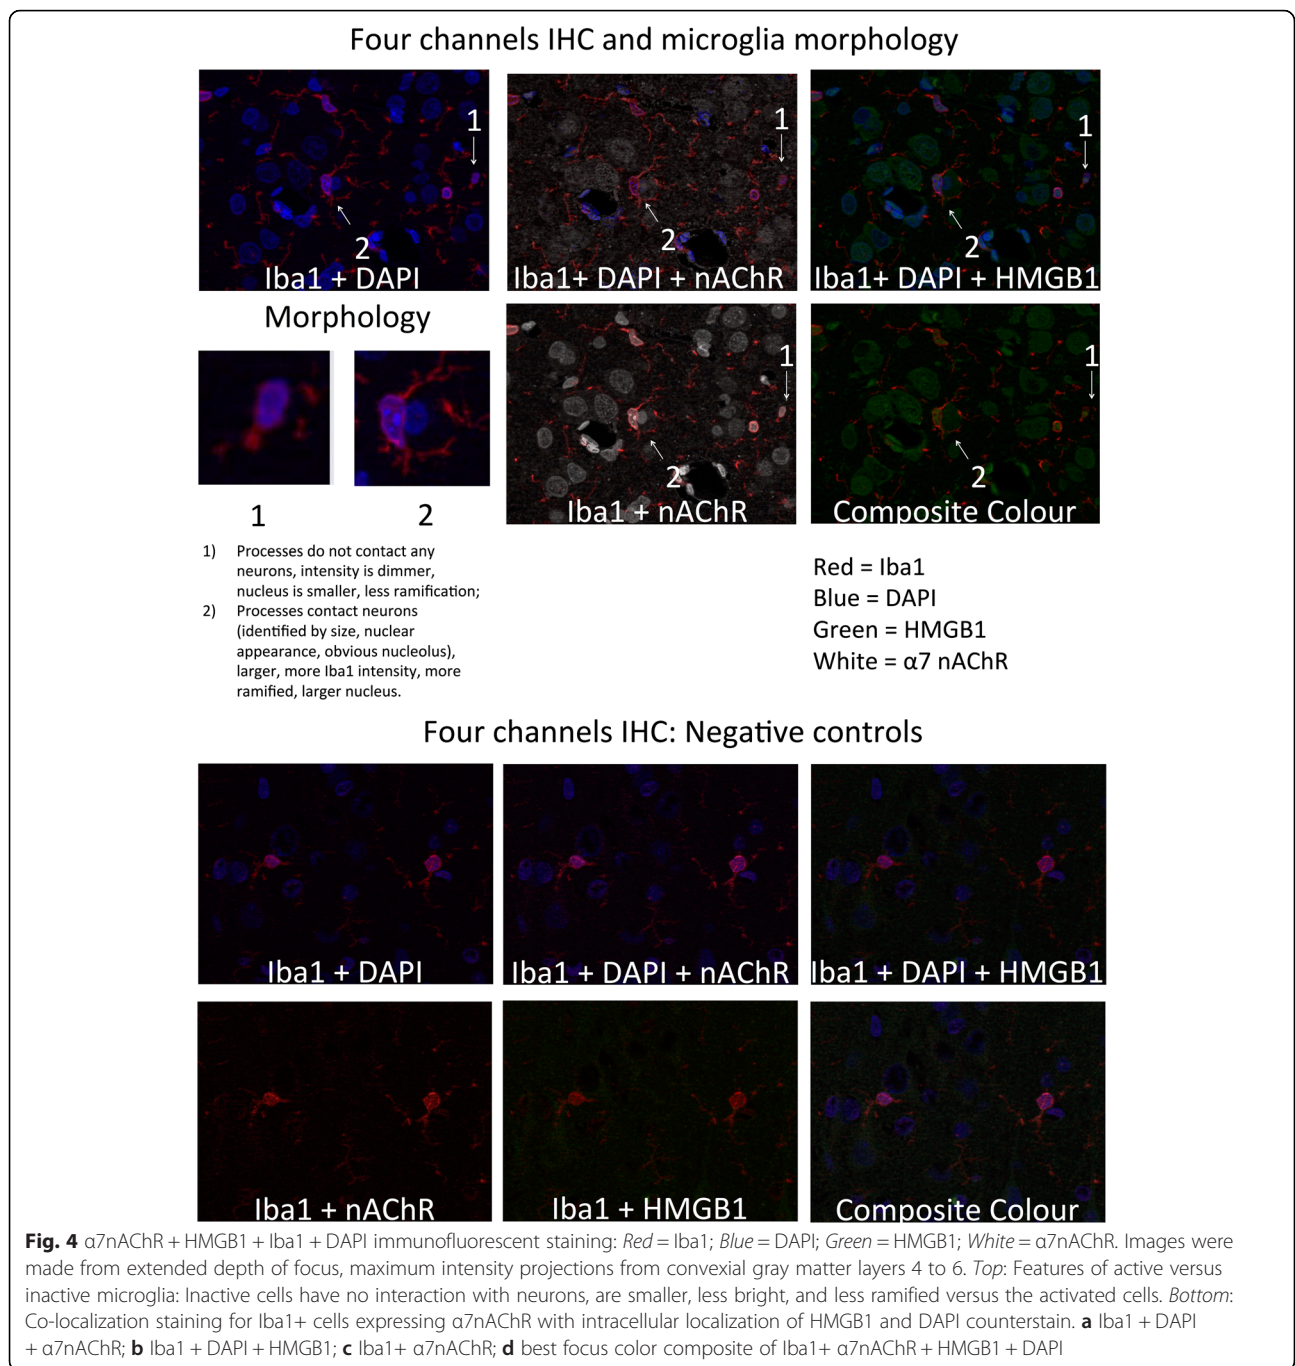 Four channels IHC and microglia morphology
1
2
Iba1 + DAPI
1
2
Iba1+ DAPI + nAChR
1
2
Iba1+ DAPI + HMGB1
Morphology
1
2
1
2
Iba1 + nAChR
1
2
Composite Colour
1) Processes do not contact any
neurons, intensity is dimmer,
nucleus is smaller, less ramification;
2) Processes contact neurons
(identified by size, nuclear
appearance, obvious nucleolus),
larger, more Iba1 intensity, more
ramified, larger nucleus.
Red = Iba1
Blue = DAPI
Green = HMGB1
White = α7 nAChR
Four channels IHC: Negative controls
Iba1 + DAPI
Iba1 + DAPI + nAChR
Iba1 + DAPI + HMGB1
Iba1 + nAChR
Iba1 + HMGB1
Composite Colour
Fig. 4 α7nAChR + HMGB1 + Iba1 + DAPI immunofluorescent staining: Red = Iba1; Blue = DAPI; Green = HMGB1; White = α7nAChR. Images were
made from extended depth of focus, maximum intensity projections from convexial gray matter layers 4 to 6. Top: Features of active versus
inactive microglia: Inactive cells have no interaction with neurons, are smaller, less bright, and less ramified versus the activated cells. Bottom:
Co-localization staining for Iba1+ cells expressing α7nAChR with intracellular localization of HMGB1 and DAPI counterstain. a Iba1 + DAPI
+ α7nAChR; b Iba1 + DAPI + HMGB1; c Iba1+ α7nAChR; d best focus color composite of Iba1+ α7nAChR + HMGB1 + DAPI